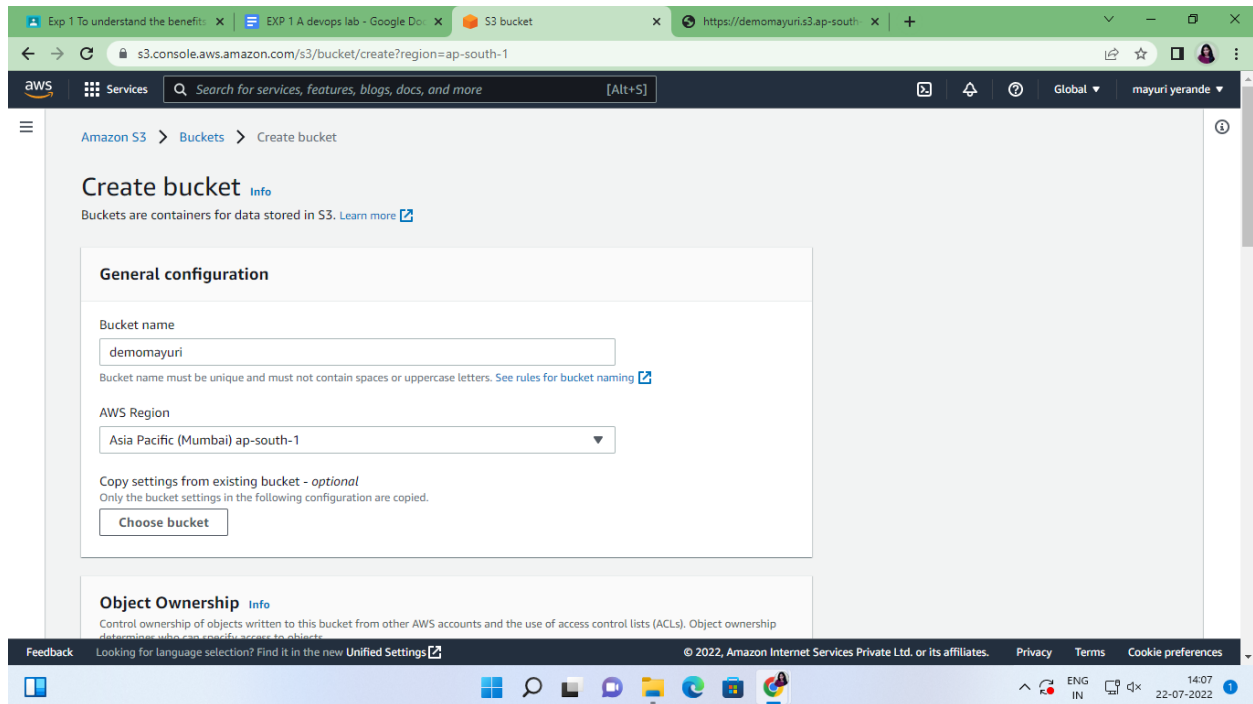 Exp 1 To understand the benefits
EXP 1 A devops lab - Google Doc
S3 bucket
https://demomayuri.s3.ap-south-
s3.console.aws.amazon.com/s3/bucket/create?region=ap-south-1
aws
Services
Search for services, features, blogs, docs, and more
[Alt+S]
Global
mayuri yerande
Amazon S3
Buckets
Create bucket
Create bucket Info
Buckets are containers for data stored in S3. Learn more
General configuration
Bucket name
demomayuri
Bucket name must be unique and must not contain spaces or uppercase letters. See rules for bucket naming
AWS Region
Asia Pacific (Mumbai) ap-south-1
Copy settings from existing bucket - optional
Only the bucket settings in the following configuration are copied.
Choose bucket
Object Ownership Info
Control ownership of objects written to this bucket from other AWS accounts and the use of access control lists (ACLs). Object ownership
determines who can specify access to objects.
Feedback
Looking for language selection? Find it in the new Unified Settings
© 2022, Amazon Internet Services Private Ltd. or its affiliates.
Privacy
Terms
Cookie preferences
ENG
IN
14:07
22-07-2022
1